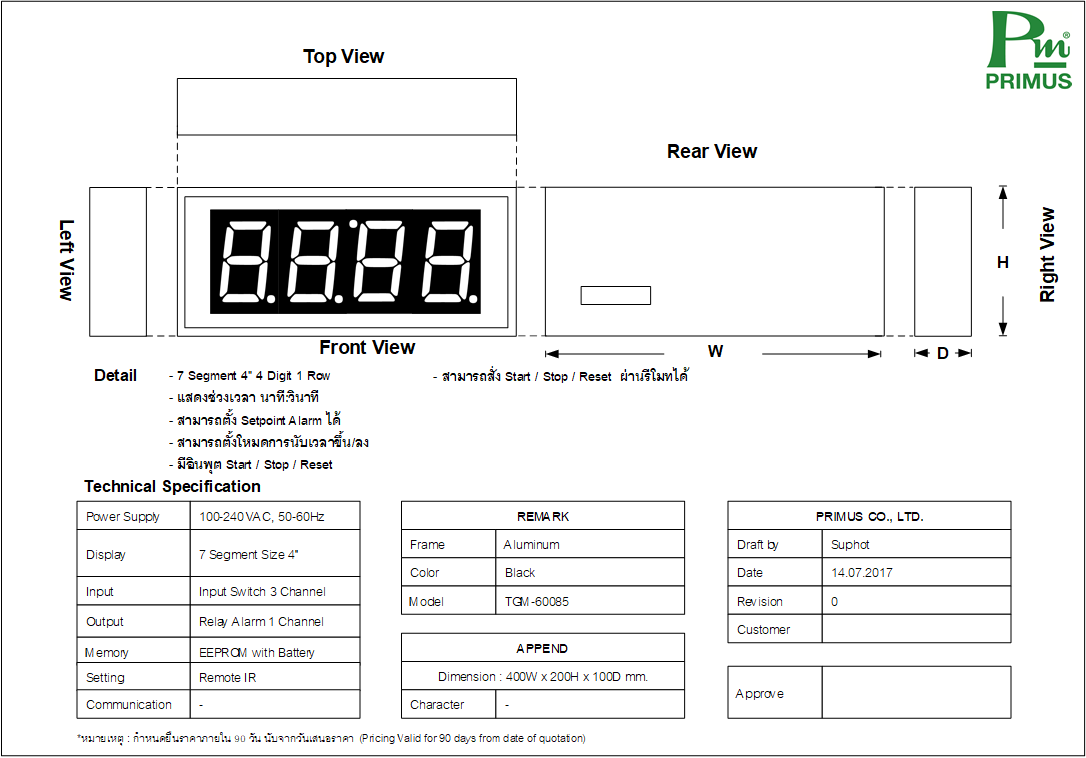 Pm®
PRIMUS
Top View
Rear View
Left View
8.8.8.8.
Right View
H
W
D
Front View
Detail
- 7 Segment 4" 4 Digit 1 Row
- แสดงช่วงเวลา นาที:วินาที
- สามารถตั้ง Setpoint Alarm ได้
- สามารถตั้งโหมดการนับเวลาขึ้น/ลง
- มีอินพุต Start / Stop / Reset
- สามารถสั่ง Start / Stop / Reset ผ่านรีโมทได้
Technical Specification
Power Supply 100-240VAC, 50-60Hz
Display 7 Segment Size 4"
Input Input Switch 3 Channel
Output Relay Alarm 1 Channel
Memory EEPROM with Battery
Setting Remote IR
Communication -
REMARK
Frame Aluminum
Color Black
Model TGM-60085
APPEND
Dimension : 400W x 200H x 100D mm.
Character -
PRIMUS CO., LTD.
Draft by Suphot
Date 14.07.2017
Revision 0
Customer
Approve
*หมายเหตุ : กำหนดยืนราคาภายใน 90 วัน นับจากวันเสนอราคา (Pricing Valid for 90 days from date of quotation)